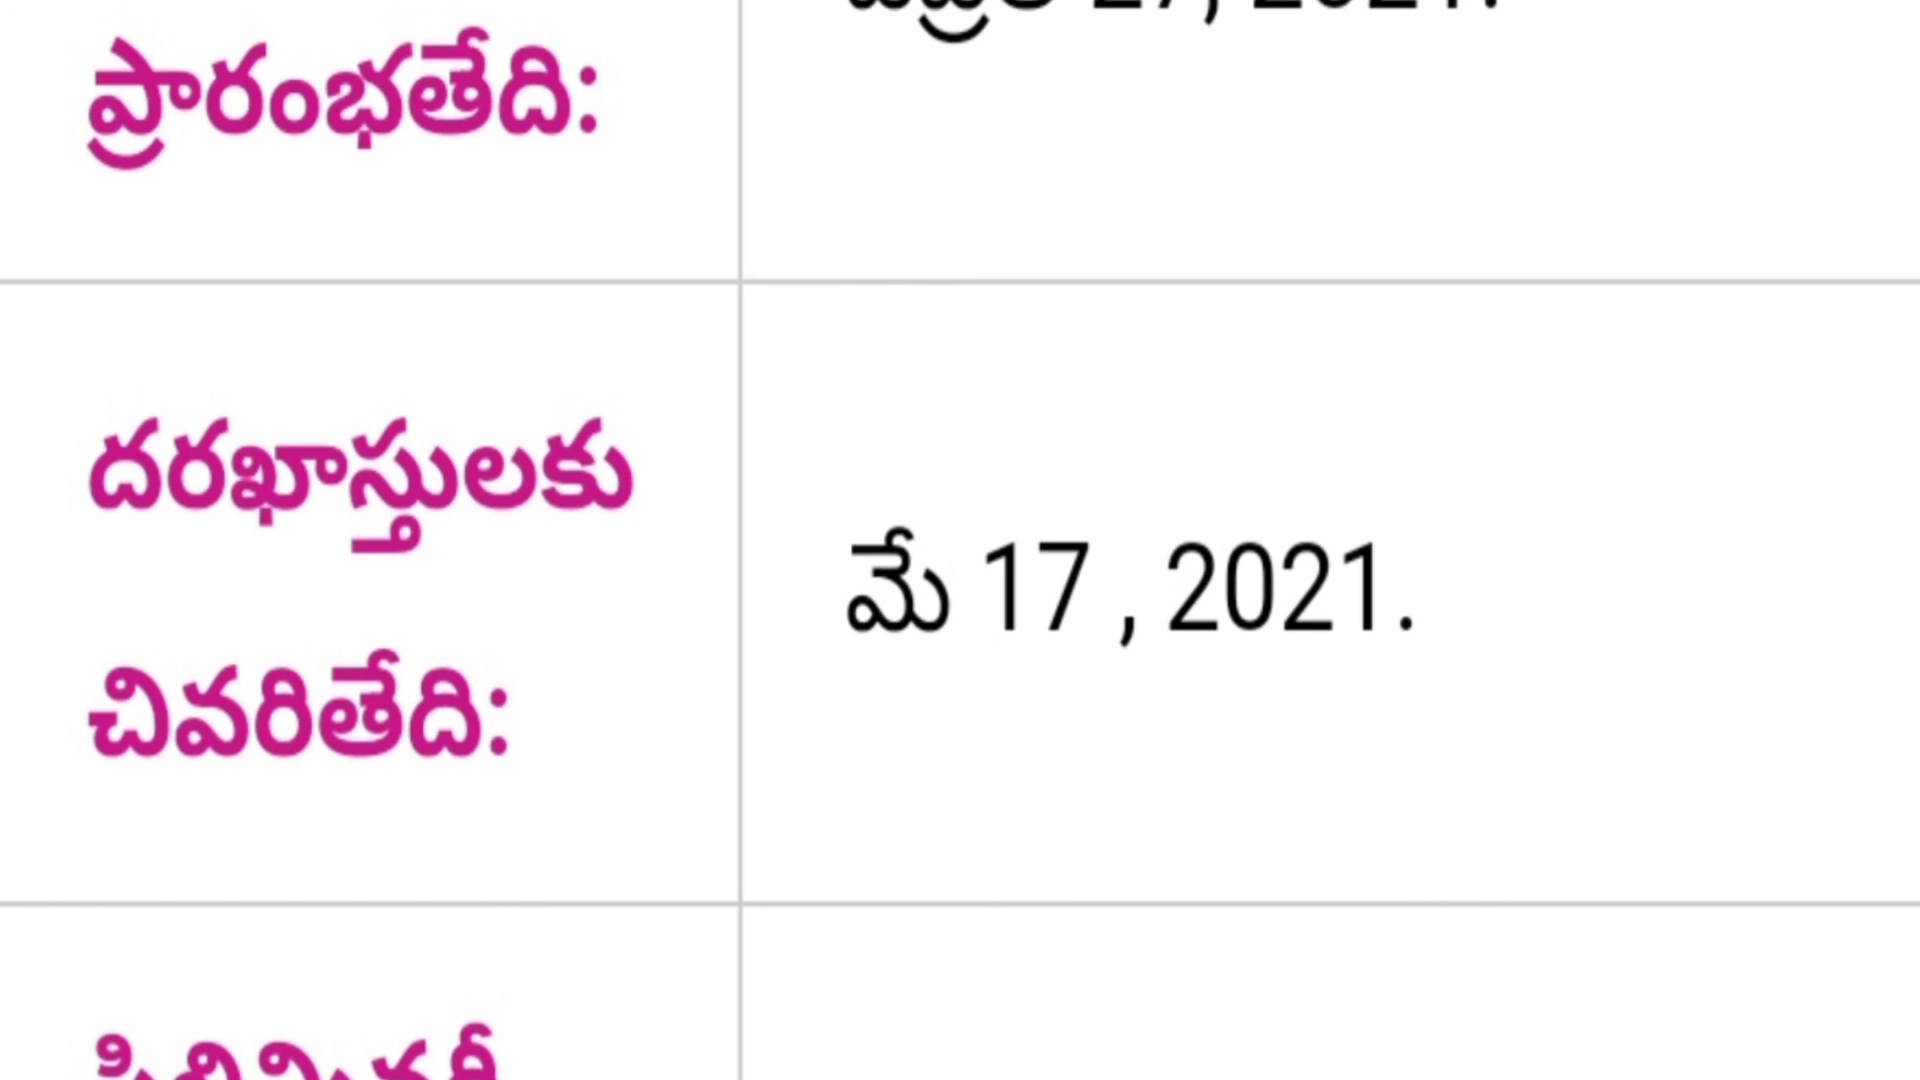 ప్రారంభతేది:
దరఖాస్తులకు
చివరితేది:
మే 17 , 2021.